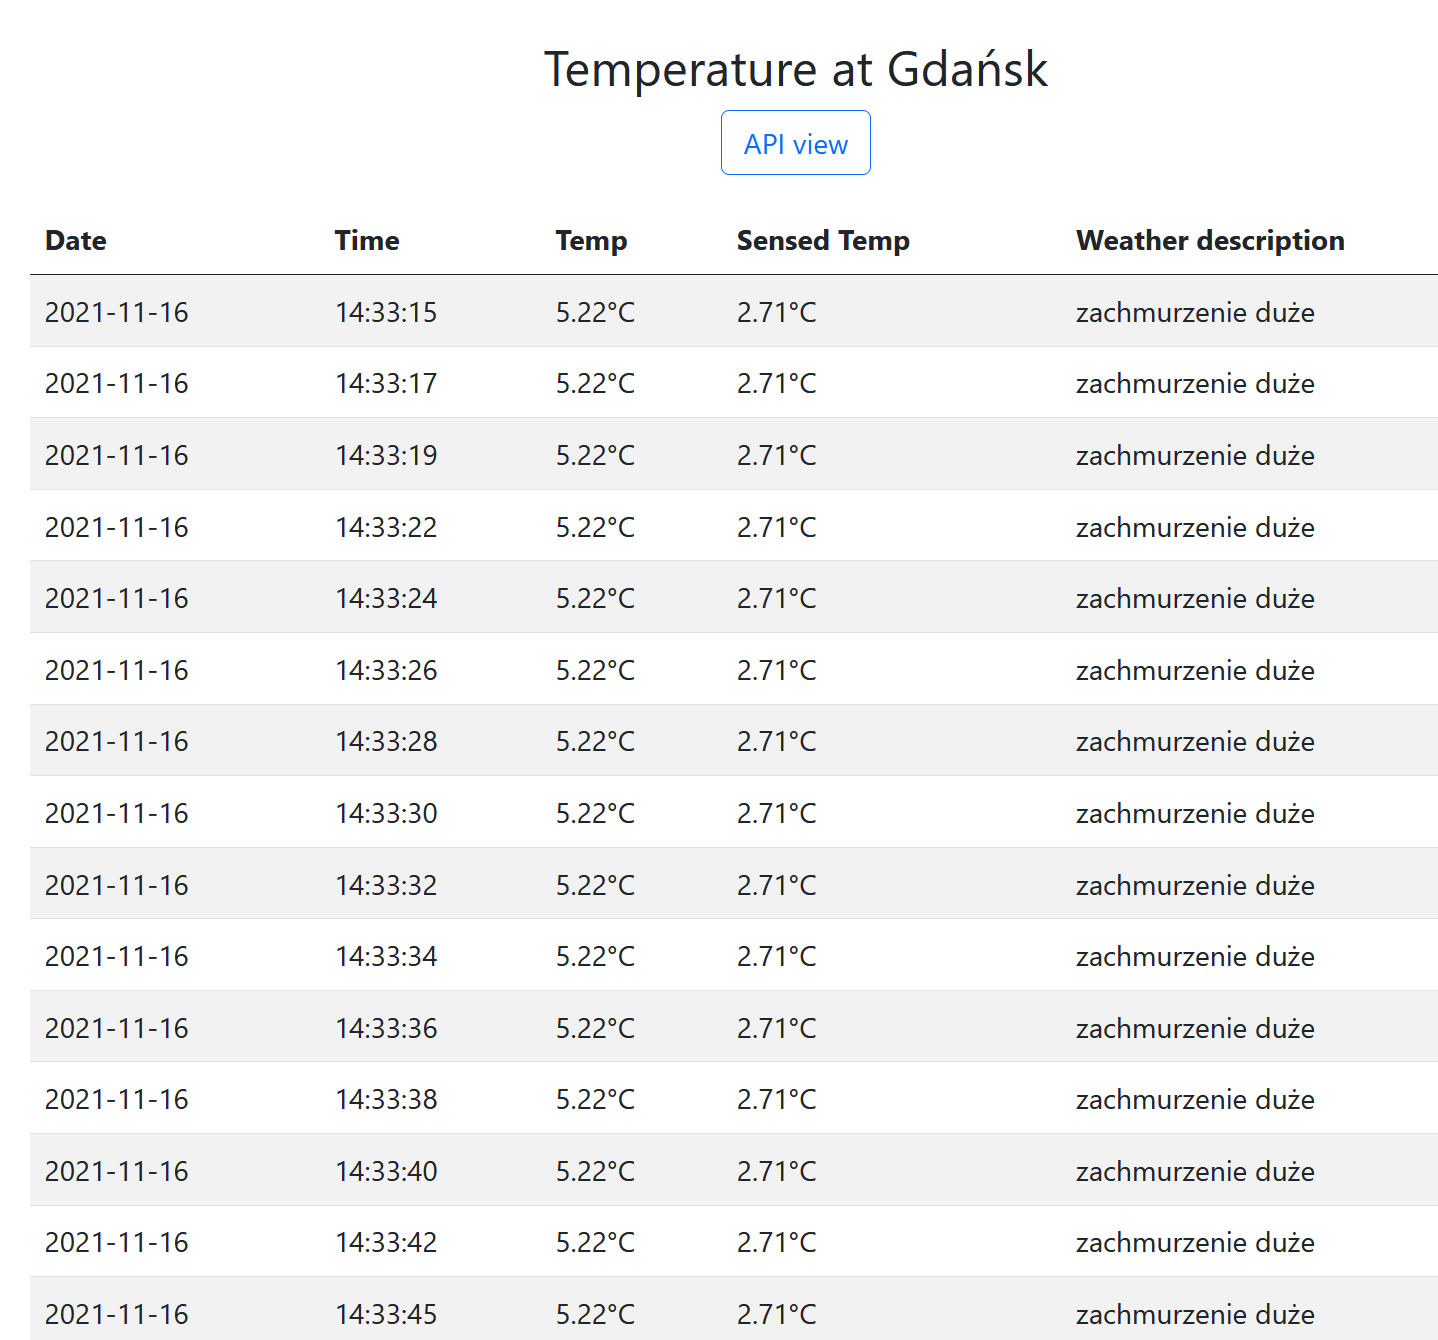 Temperature at Gdańsk
API view
Date Time Temp Sensed Temp Weather description
2021-11-16 14:33:15 5.22°C 2.71°C zachmurzenie duże
2021-11-16 14:33:17 5.22°C 2.71°C zachmurzenie duże
2021-11-16 14:33:19 5.22°C 2.71°C zachmurzenie duże
2021-11-16 14:33:22 5.22°C 2.71°C zachmurzenie duże
2021-11-16 14:33:24 5.22°C 2.71°C zachmurzenie duże
2021-11-16 14:33:26 5.22°C 2.71°C zachmurzenie duże
2021-11-16 14:33:28 5.22°C 2.71°C zachmurzenie duże
2021-11-16 14:33:30 5.22°C 2.71°C zachmurzenie duże
2021-11-16 14:33:32 5.22°C 2.71°C zachmurzenie duże
2021-11-16 14:33:34 5.22°C 2.71°C zachmurzenie duże
2021-11-16 14:33:36 5.22°C 2.71°C zachmurzenie duże
2021-11-16 14:33:38 5.22°C 2.71°C zachmurzenie duże
2021-11-16 14:33:40 5.22°C 2.71°C zachmurzenie duże
2021-11-16 14:33:42 5.22°C 2.71°C zachmurzenie duże
2021-11-16 14:33:45 5.22°C 2.71°C zachmurzenie duże